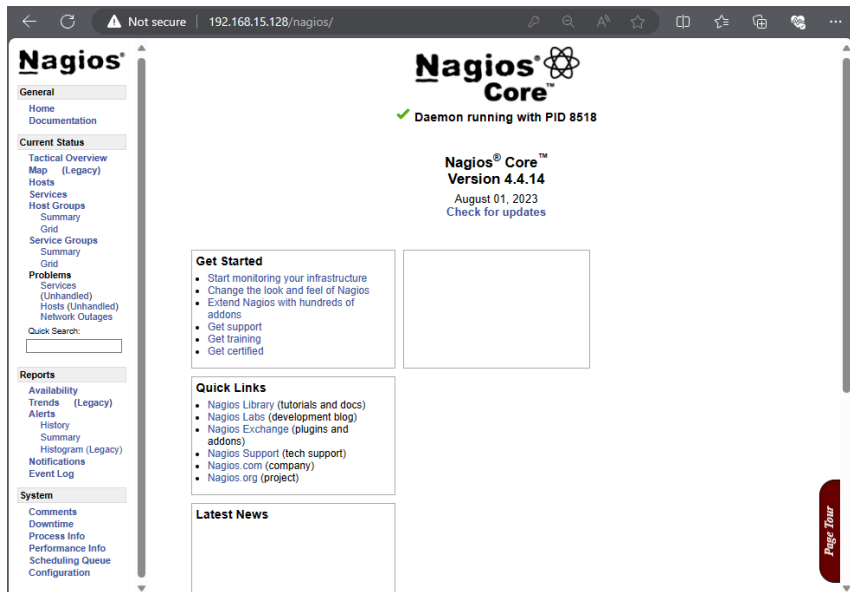 Not secure
192.168.15.128/nagios/
Nagios®
General
Home
Documentation
Current Status
Tactical Overview
Map (Legacy)
Hosts
Services
Host Groups
Summary
Grid
Service Groups
Summary
Grid
Problems
Services
(Unhandled)
Hosts (Unhandled)
Network Outages
Quick Search:
Reports
Availability
Trends (Legacy)
Alerts
History
Summary
Histogram (Legacy)
Notifications
Event Log
System
Comments
Downtime
Process Info
Performance Info
Scheduling Queue
Configuration
Nagios®
Core™
Daemon running with PID 8518
Nagios® Core™
Version 4.4.14
August 01, 2023
Check for updates
Get Started
Start monitoring your infrastructure
Change the look and feel of Nagios
Extend Nagios with hundreds of
addons
Get support
Get training
Get certified
Quick Links
Nagios Library (tutorials and docs)
Nagios Labs (development blog)
Nagios Exchange (plugins and
addons)
Nagios Support (tech support)
Nagios.com (company)
Nagios.org (project)
Latest News
Page Tour